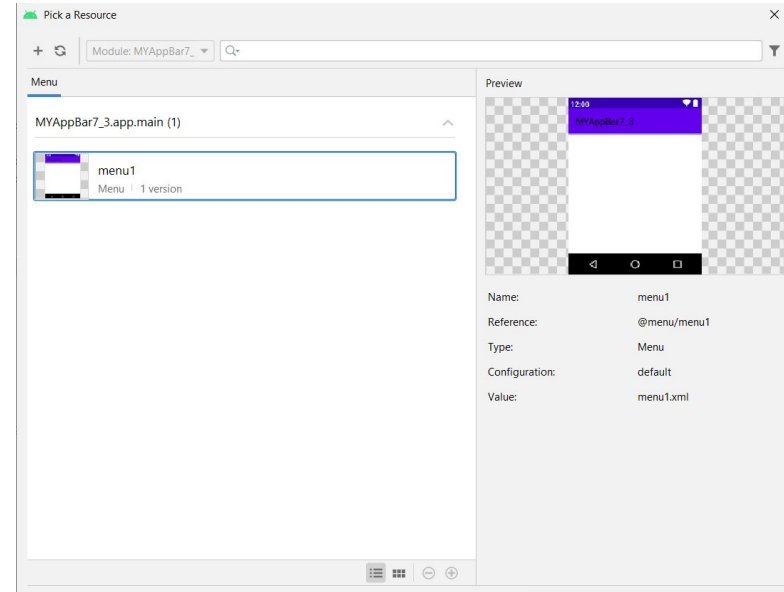 Pick a Resource
Module: MYAppBar7_
Menu
MYAppBar7_3.app.main (1)
menu1
Menu | 1 version
Preview
12:00
MYAppBar7_3
Name: menu1
Reference: @menu/menu1
Type: Menu
Configuration: default
Value: menu1.xml